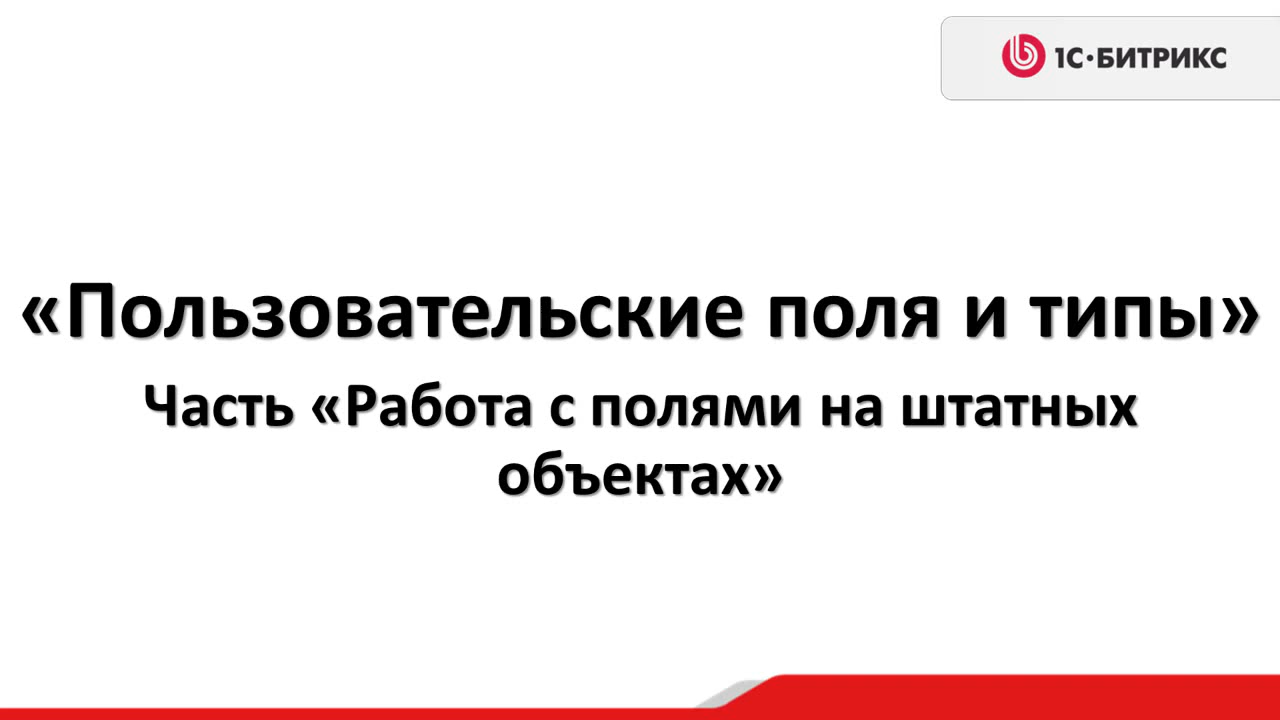 1С·БИТРИКС
«Пользовательские поля и типы»
Часть «Работа с полями на штатных
объектах»